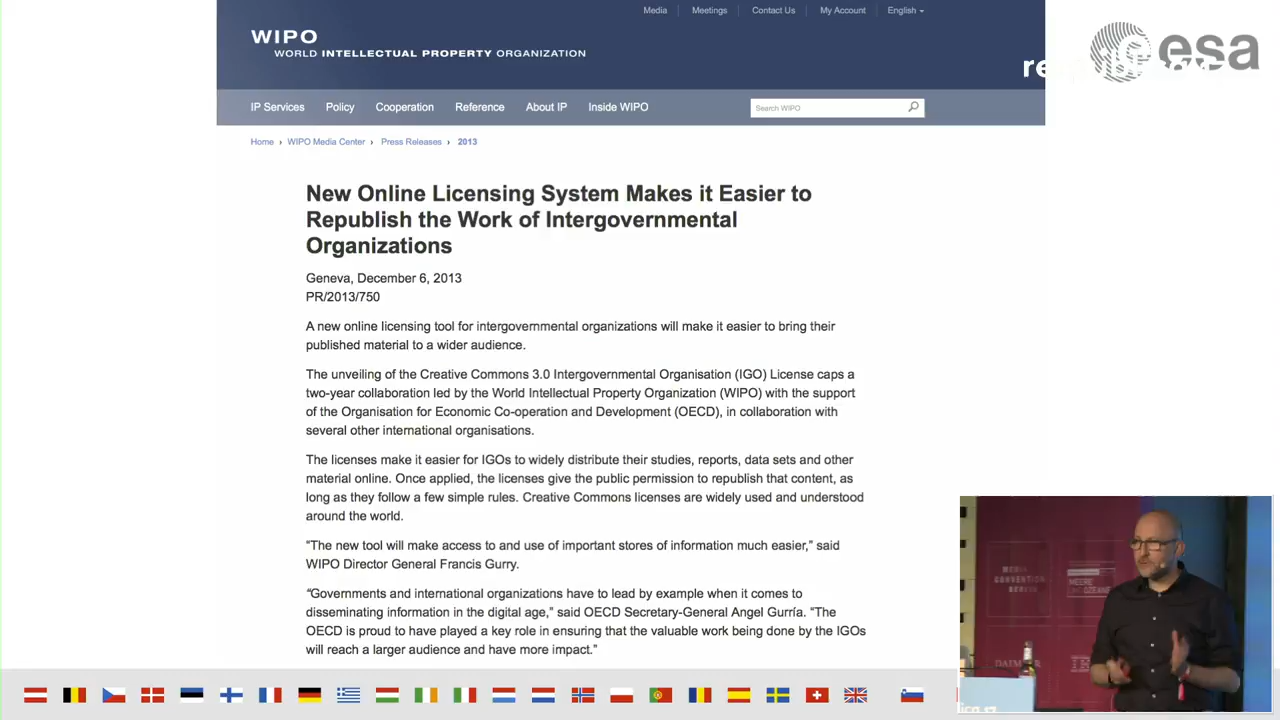 Media
Meetings
Contact Us
My Account
English
WIPO
WORLD INTELLECTUAL PROPERTY ORGANIZATION
esa
IP Services
Policy
Cooperation
Reference
About IP
Inside WIPO
Search WIPO
Home › WIPO Media Center › Press Releases › 2013
New Online Licensing System Makes it Easier to
Republish the Work of Intergovernmental
Organizations
Geneva, December 6, 2013
PR/2013/750
A new online licensing tool for intergovernmental organizations will make it easier to bring their
published material to a wider audience.
The unveiling of the Creative Commons 3.0 Intergovernmental Organisation (IGO) License caps a
two-year collaboration led by the World Intellectual Property Organization (WIPO) with the support
of the Organisation for Economic Co-operation and Development (OECD), in collaboration with
several other international organisations.
The licenses make it easier for IGOs to widely distribute their studies, reports, data sets and other
material online. Once applied, the licenses give the public permission to republish that content, as
long as they follow a few simple rules. Creative Commons licenses are widely used and understood
around the world.
“The new tool will make access to and use of important stores of information much easier,” said
WIPO Director General Francis Gurry.
“Governments and international organizations have to lead by example when it comes to
disseminating information in the digital age,” said OECD Secretary-General Angel Gurría. “The
OECD is proud to have played a key role in ensuring that the valuable work being done by the IGOs
will reach a larger audience and have more impact.”
MEDIA
CONVENTION
BERLIN
DAIMLER